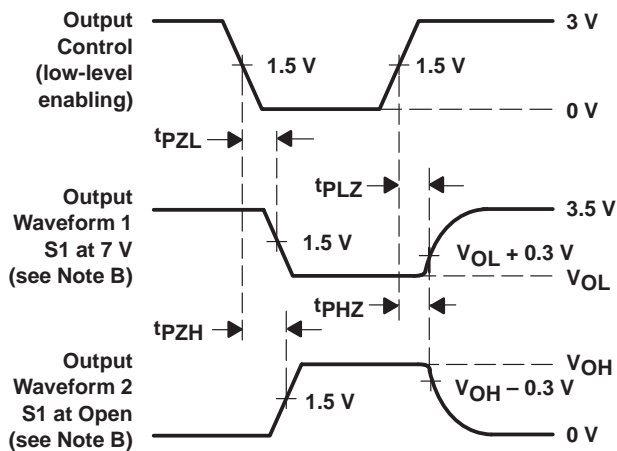 Output
Control
(low-level
enabling)
3 V
1.5 V
1.5 V
0 V
tPZL
tPLZ
Output
Waveform 1
S1 at 7 V
(see Note B)
3.5 V
1.5 V
VOL + 0.3 V
VOL
tPHZ
tPZH
Output
Waveform 2
S1 at Open
(see Note B)
VOH
VOH – 0.3 V
1.5 V
0 V